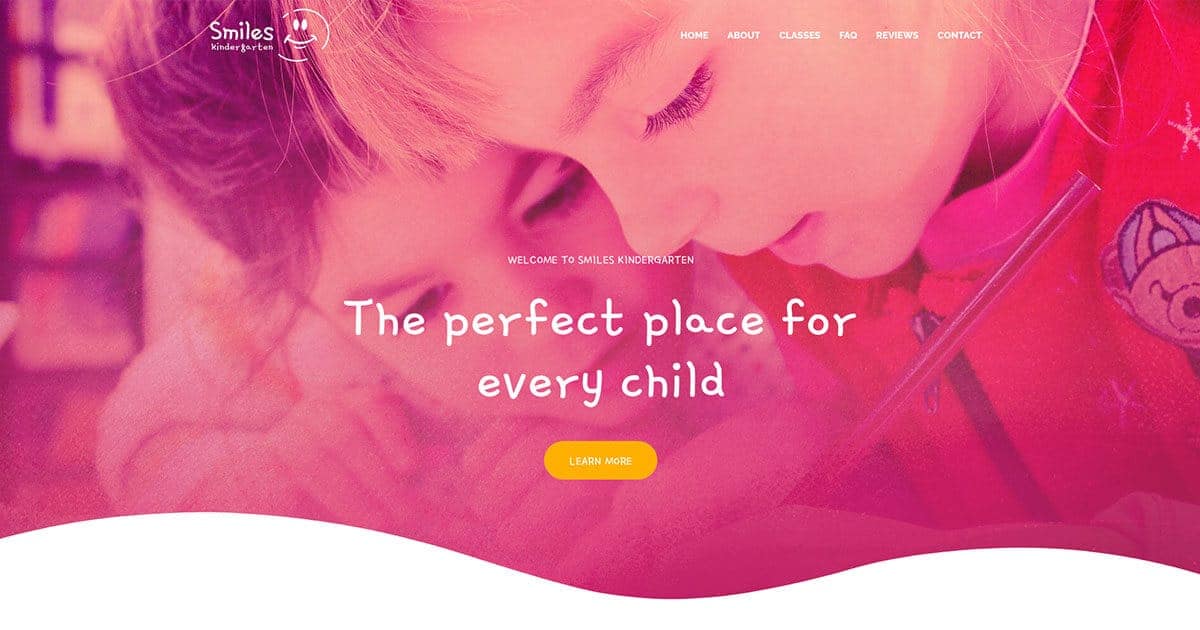 Smiles
kindergarten
HOME ABOUT CLASSES FAQ REVIEWS CONTACT
WELCOME TO SMILES KINDERGARTEN
The perfect place for
every child
LEARN MORE